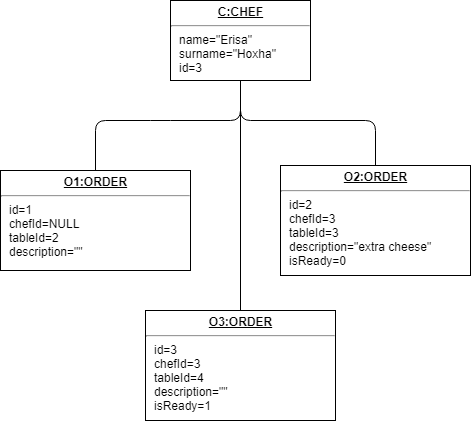 C:CHEF
name="Erisa"
surname="Hoxha"
id=3
O1:ORDER
id=1
chefId=NULL
tableId=2
description=""
O2:ORDER
id=2
chefId=3
tableId=3
description="extra cheese"
isReady=0
O3:ORDER
id=3
chefId=3
tableId=4
description=""
isReady=1